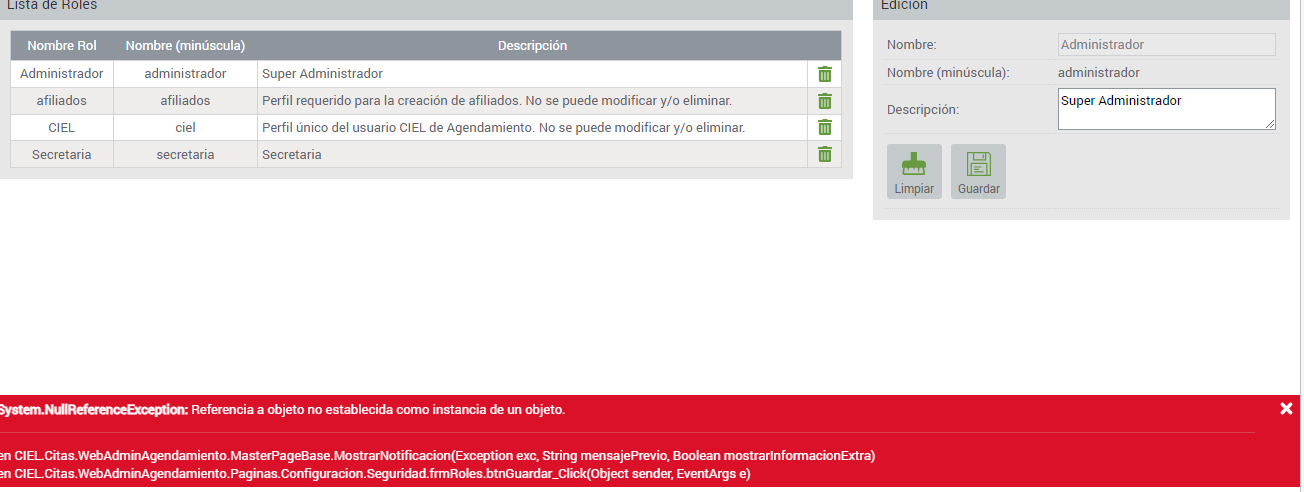 Lista de Roles
Nombre Rol Nombre (minúscula) Descripción
Administrador administrador Super Administrador
afiliados afiliados Perfil requerido para la creación de afiliados. No se puede modificar y/o eliminar.
CIEL ciel Perfil único del usuario CIEL de Agendamiento. No se puede modificar y/o eliminar.
Secretaria secretaria Secretaria
Edición
Nombre: Administrador
Nombre (minúscula): administrador
Descripción: Super Administrador
Limpiar Guardar
System.NullReferenceException: Referencia a objeto no establecida como instancia de un objeto.
en CIEL.Citas.WebAdminAgendamiento.MasterPageBase.MostrarNotificacion(Exception exc, String mensajePrevio, Boolean mostrarInformacionExtra)
en CIEL.Citas.WebAdminAgendamiento.Paginas.Configuracion.Seguridad.frmRoles.btnGuardar_Click(Object sender, EventArgs e)